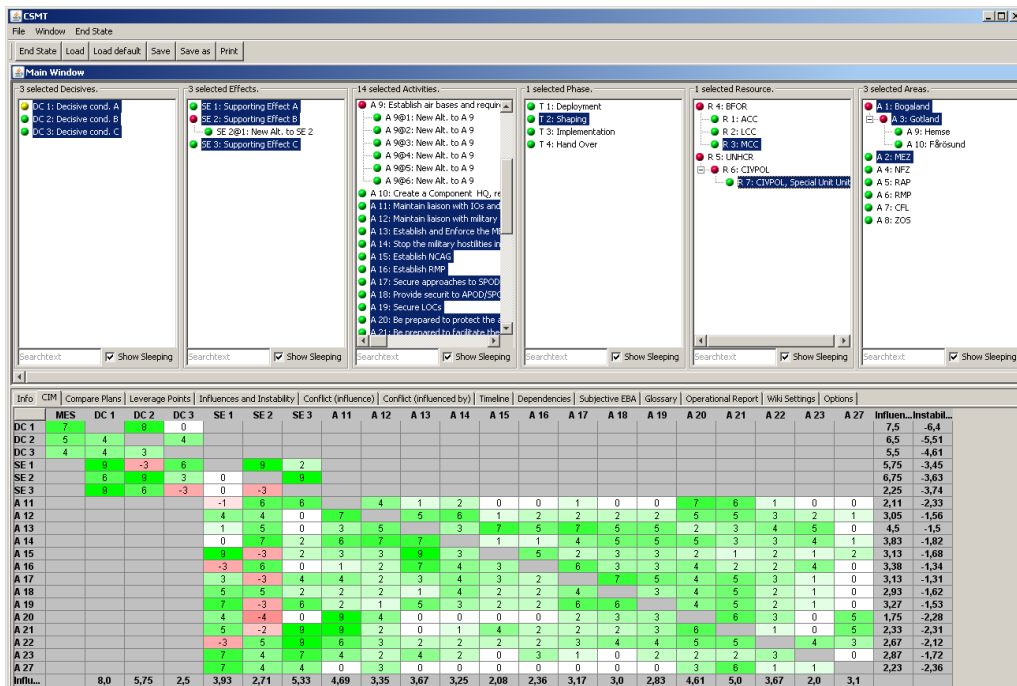 CSMT
File Window End State
End State Load Load default Save Save as Print
Main Window
3 selected Decisives.
DC 1: Decisive cond. A
DC 2: Decisive cond. B
DC 3: Decisive cond. C
Searchtext Show Sleeping
3 selected Effects.
SE 1: Supporting Effect A
SE 2: Supporting Effect B
SE 2@1: New Alt. to SE 2
SE 3: Supporting Effect C
Searchtext Show Sleeping
14 selected Activities.
A 9: Establish air bases and require
A 9@1: New Alt. to A 9
A 9@2: New Alt. to A 9
A 9@3: New Alt. to A 9
A 9@4: New Alt. to A 9
A 9@5: New Alt. to A 9
A 9@6: New Alt. to A 9
A 10: Create a Component HQ, re
A 11: Maintain liaison with IOs and
A 12: Maintain liaison with military
A 13: Establish and Enforce the ME
A 14: Stop the military hostilities in
A 15: Establish NCAG
A 16: Establish RMP
A 17: Secure approaches to SPOD
A 18: Provide securit to APOD/SPO
A 19: Secure LOCs
A 20: Be prepared to protect the a
A 21: Be prepared to facilitate the
Searchtext Show Sleeping
1 selected Phase.
T 1: Deployment
T 2: Shaping
T 3: Implementation
T 4: Hand Over
Searchtext Show Sleeping
1 selected Resource.
R 4: BFOR
R 1: ACC
R 2: LCC
R 3: MCC
R 5: UNHCR
R 6: CIVPOL
R 7: CIVPOL, Special Unit Unit
Searchtext Show Sleeping
3 selected Areas.
A 1: Bogaland
A 3: Gotland
A 9: Hemse
A 10: Fårösund
A 2: MEZ
A 4: NFZ
A 5: RAP
A 6: RMP
A 7: CFL
A 8: ZOS
Searchtext Show Sleeping
Info CIM Compare Plans Leverage Points Influences and Instability Conflict (influence) Conflict (influenced by) Timeline Dependencies Subjective EBA Glossary Operational Report Wiki Settings Options
MES DC 1 DC 2 DC 3 SE 1 SE 2 SE 3 A 11 A 12 A 13 A 14 A 15 A 16 A 17 A 18 A 19 A 20 A 21 A 22 A 23 A 27 Influen... Instabil...
DC 1 7 8 0 7,5 -6,4
DC 2 5 4 4 6,5 -5,51
DC 3 4 4 3 5,5 -4,61
SE 1 9 -3 6 9 2 5,75 -3,45
SE 2 6 9 3 0 9 6,75 -3,63
SE 3 9 6 -3 0 -3 2,25 -3,74
A 11 -1 6 6 4 1 2 0 0 1 0 0 7 6 1 0 0 2,11 -2,33
A 12 4 4 0 7 5 6 1 2 2 2 2 5 5 3 2 1 3,05 -1,56
A 13 1 5 0 3 5 3 7 5 7 5 5 2 3 4 5 0 4,5 -1,5
A 14 0 7 2 6 7 7 1 1 4 5 5 5 3 3 4 1 3,83 -1,82
A 15 9 -3 2 3 3 9 3 5 2 3 3 2 1 2 1 2 3,13 -1,68
A 16 -3 6 0 1 2 7 4 3 6 3 3 4 2 2 4 0 3,38 -1,34
A 17 3 -3 4 4 2 3 4 3 2 7 5 4 5 3 1 0 3,13 -1,31
A 18 5 5 2 2 2 1 4 2 2 4 3 4 5 2 1 0 2,93 -1,62
A 19 7 -3 6 2 1 5 3 2 2 6 6 4 5 2 1 0 3,27 -1,53
A 20 4 -4 0 9 4 0 0 0 0 2 3 3 6 3 0 5 1,75 -2,28
A 21 5 -2 9 9 2 0 1 4 2 2 2 3 6 1 0 5 2,33 -2,31
A 22 -3 5 9 6 3 2 2 2 2 3 4 4 5 5 4 3 2,67 -2,12
A 23 7 4 7 4 2 4 2 0 3 1 0 2 2 2 3 0 2,87 -1,72
A 27 7 4 4 0 3 0 0 0 0 0 0 0 3 6 1 1 2,23 -2,36
Influ... 8,0 5,75 2,5 3,93 2,71 5,33 4,69 3,35 3,67 3,25 2,08 2,36 3,17 3,0 2,83 4,61 5,0 3,67 2,0 3,1